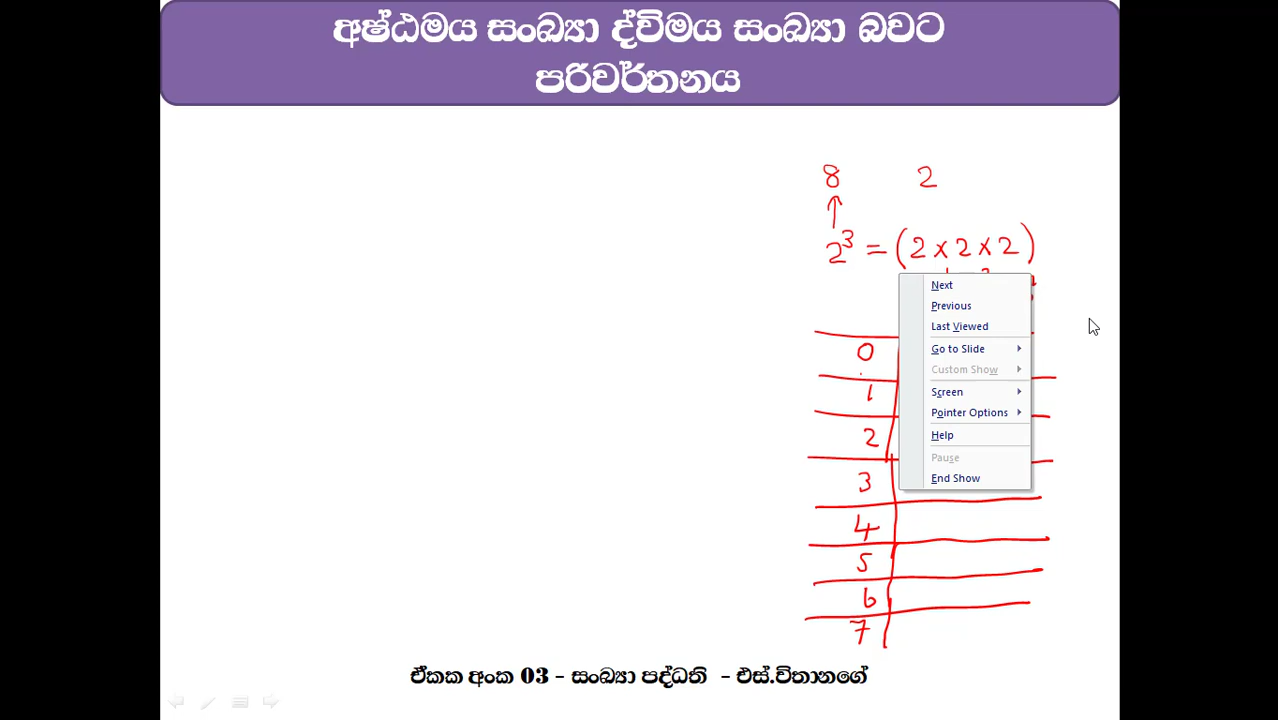 අෂ්ඨමය සංඛ්‍යා ද්විමය සංඛ්‍යා බවට
පරිවර්තනය
8 2
2³ = (2 × 2 × 2)
Next
Previous
Last Viewed
Go to Slide
Custom Show
Screen
Pointer Options
Help
Pause
End Show
0
1
2
3
4
5
6
7
ඒකක අංක 03 – සංඛ්‍යා පද්ධති – එස්.විතානගේ